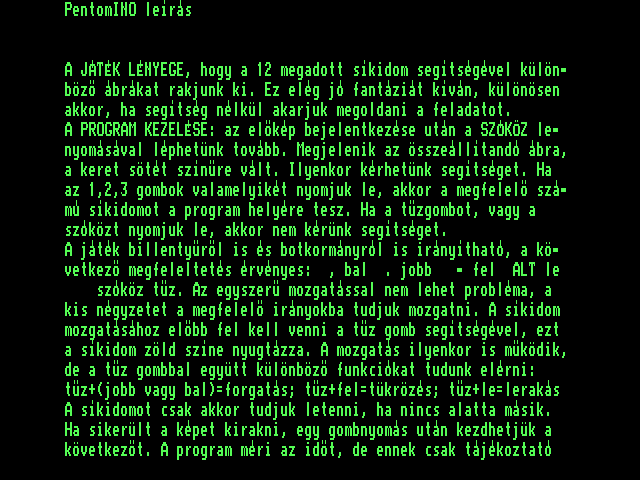 PentomINO leírás
A JÁTÉK LÉNYEGE, hogy a 12 megadott síkidom segítségével külön-
böző ábrákat rakjunk ki. Ez elég jó fantáziát kíván, különösen
akkor, ha segítség nélkül akarjuk megoldani a feladatot.
A PROGRAM KEZELÉSE: az előkép bejelentkezése után a SZÓKÖZ le-
nyomásával léphetünk tovább. Megjelenik az összeállítandó ábra,
a keret sötét színűre vált. Ilyenkor kérhetünk segítséget. Ha
az 1,2,3 gombok valamelyikét nyomjuk le, akkor a megfelelő szá-
mú síkidomot a program helyére tesz. Ha a tűzgombot, vagy a
szóközt nyomjuk le, akkor nem kérünk segítséget.
A játék billentyűről is és botkormányról is irányítható, a kö-
vetkező megfeleltetés érvényes:  , bal  . jobb   - fel  ALT le
szóköz tűz. Az egyszerű mozgatással nem lehet probléma, a
kis négyzetet a megfelelő irányokba tudjuk mozgatni. A síkidom
mozgatásához előbb fel kell venni a tűz gomb segítségével, ezt
a síkidom zöld színe nyugtázza. A mozgatás ilyenkor is működik,
de a tűz gombbal együtt különböző funkciókat tudunk elérni:
tűz+(jobb vagy bal)=forgatás; tűz+fel=tükrözés; tűz+le=lerakás
A síkidomot csak akkor tudjuk letenni, ha nincs alatta másik.
Ha sikerült a képet kirakni, egy gombnyomás után kezdhetjük a
következőt. A program méri az időt, de ennek csak tájékoztató